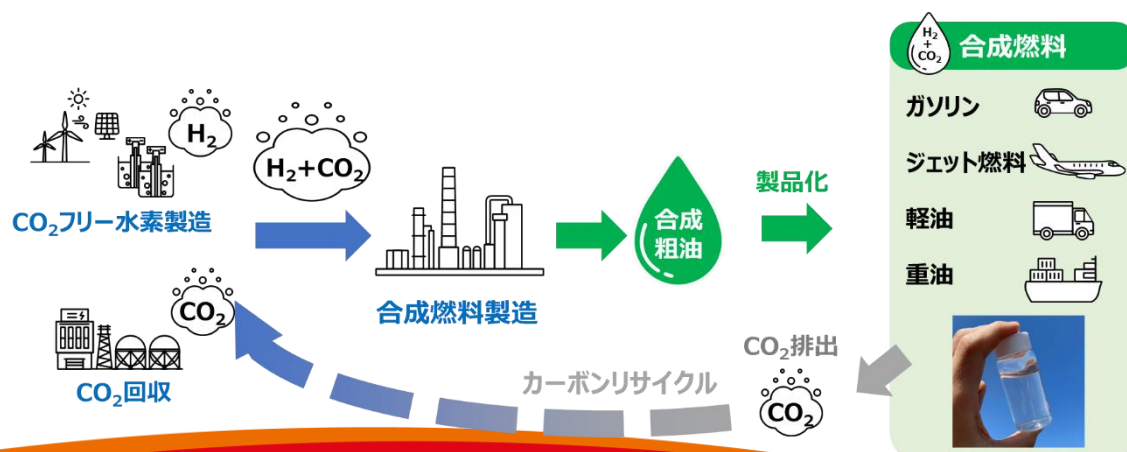 H₂
CO₂フリー水素製造
CO₂
CO₂回収
H₂+CO₂
合成燃料製造
合成
粗油
製品化
H₂
+
CO₂
合成燃料
ガソリン
ジェット燃料
軽油
重油
CO₂排出
CO₂
カーボンリサイクル